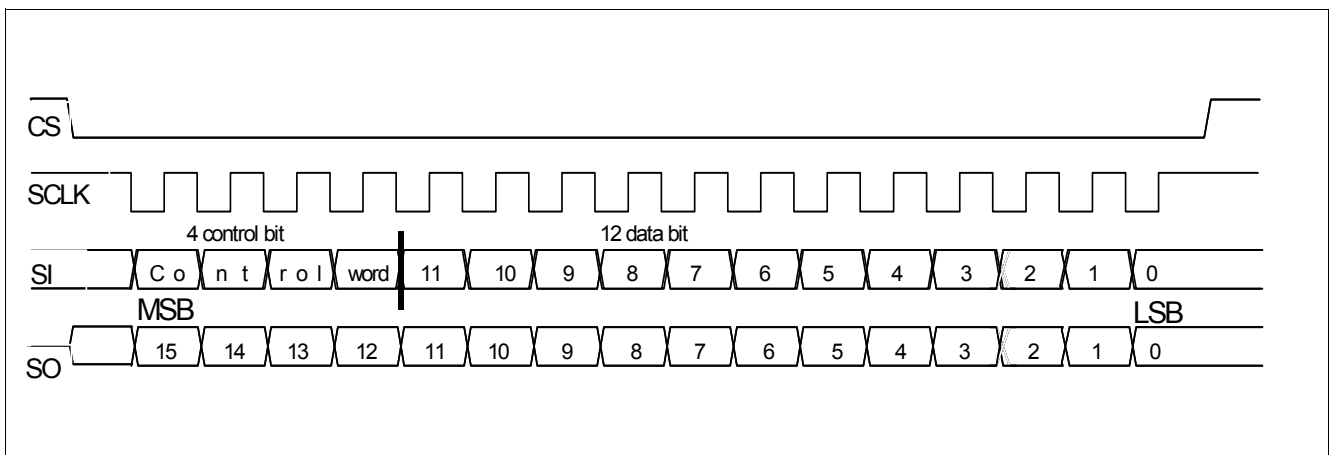 CS
SCLK
4 control bit 12 data bit
SI C o n t r o l word 11 10 9 8 7 6 5 4 3 2 1 0
MSB LSB
SO 15 14 13 12 11 10 9 8 7 6 5 4 3 2 1 0